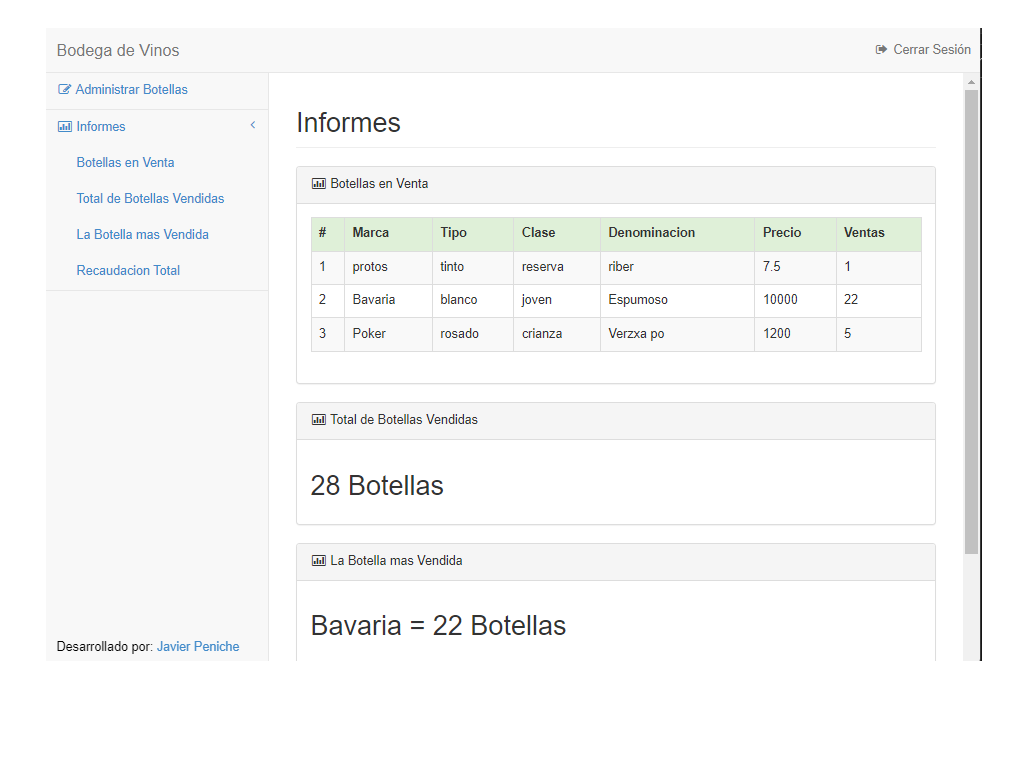 Bodega de Vinos
Cerrar Sesión
Administrar Botellas
Informes
Botellas en Venta
Total de Botellas Vendidas
La Botella mas Vendida
Recaudacion Total
Desarrollado por: Javier Peniche
Informes
Botellas en Venta
# Marca Tipo Clase Denominacion Precio Ventas
1 protos tinto reserva riber 7.5 1
2 Bavaria blanco joven Espumoso 10000 22
3 Poker rosado crianza Verzxa po 1200 5
Total de Botellas Vendidas
28 Botellas
La Botella mas Vendida
Bavaria = 22 Botellas